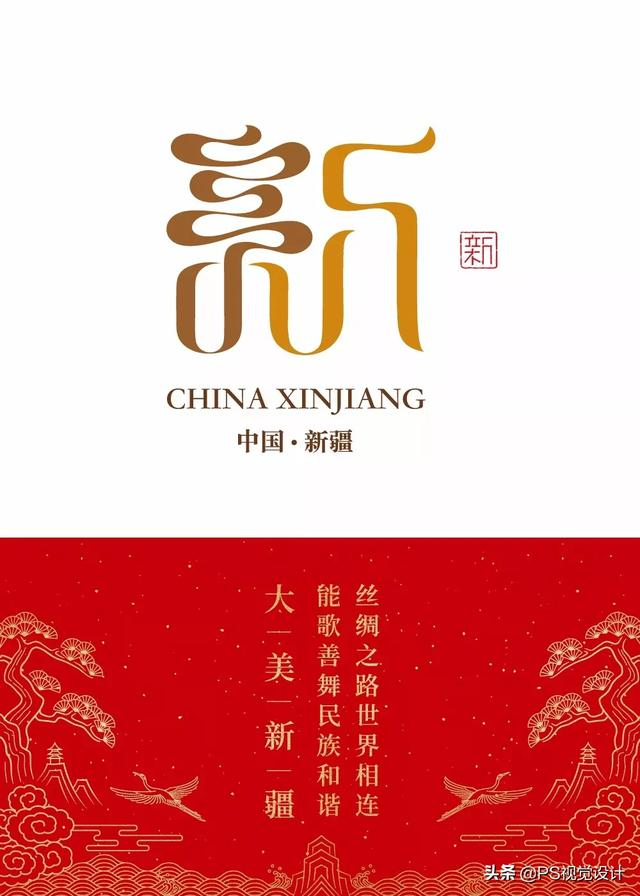 新
新
CHINA XINJIANG
中国·新疆
丝绸之路世界相连
能歌善舞民族和谐
大美新疆
头条@PS视觉设计